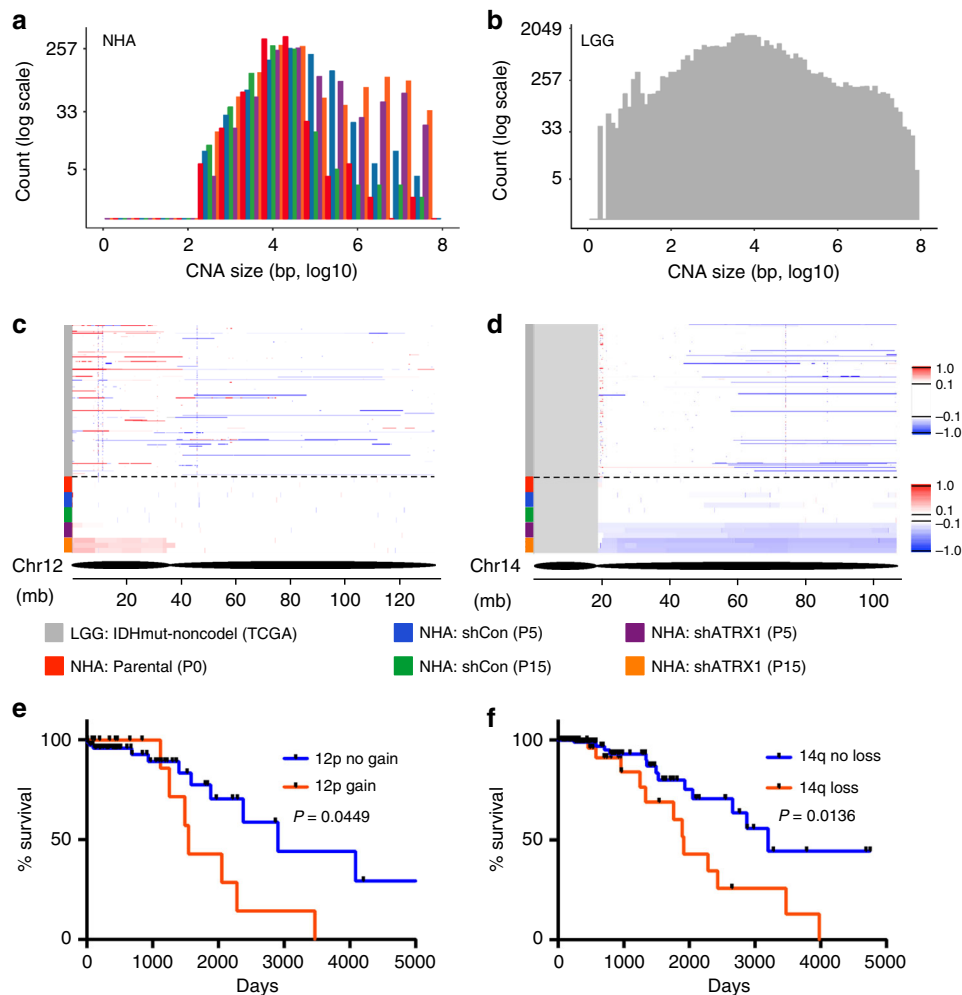 a
NHA
257
33
5
Count (log scale)
0 2 4 6 8
CNA size (bp, log10)
b
LGG
2049
257
33
5
Count (log scale)
0 2 4 6 8
CNA size (bp, log10)
c
Chr12
(mb)
20 40 60 80 100 120
d
1.0
0.1
−0.1
−1.0
1.0
0.1
−0.1
−1.0
Chr14
(mb)
20 40 60 80 100
LGG: IDHmut-noncodel (TCGA)
NHA: shCon (P5)
NHA: shATRX1 (P5)
NHA: Parental (P0)
NHA: shCon (P15)
NHA: shATRX1 (P15)
e
100
50
0
% survival
12p no gain
12p gain
P = 0.0449
0 1000 2000 3000 4000 5000
Days
f
100
50
0
% survival
14q no loss
14q loss
P = 0.0136
0 1000 2000 3000 4000 5000
Days